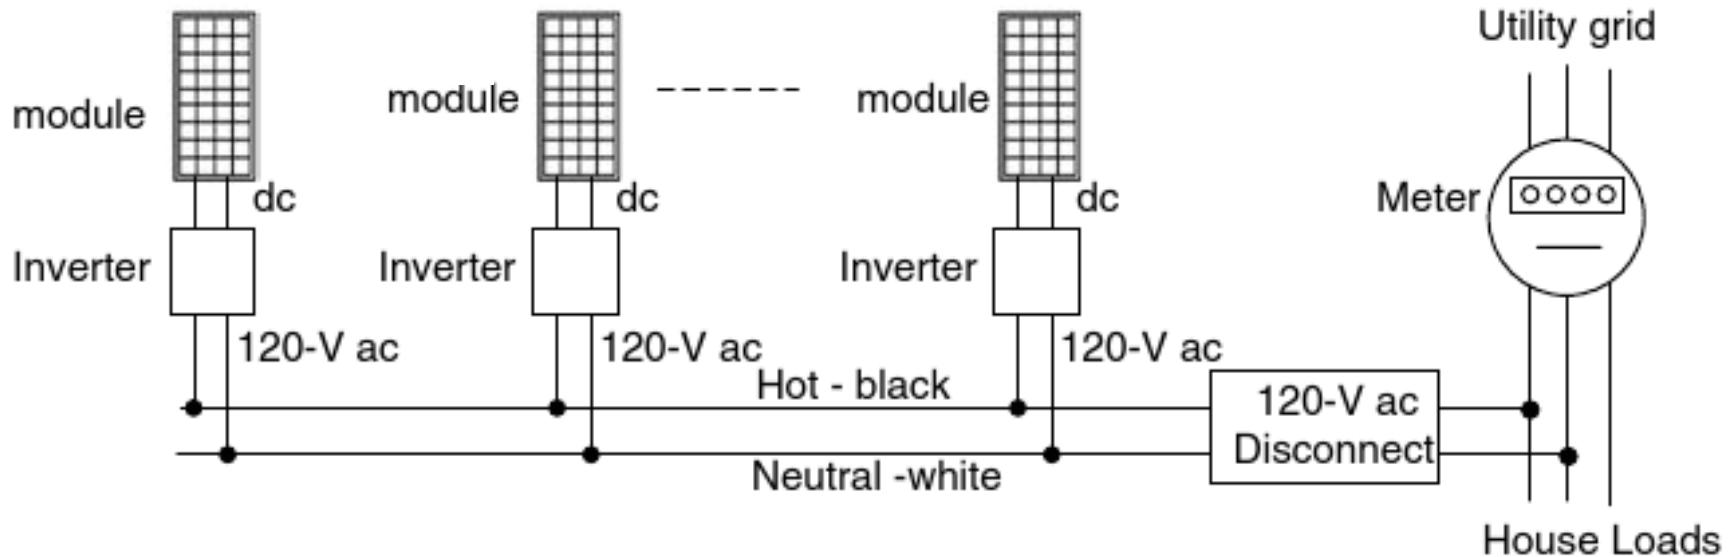 Utility grid
module
module
module
dc
dc
dc
Meter
Inverter
Inverter
Inverter
120-V ac
120-V ac
120-V ac
Hot - black
120-V ac
Disconnect
Neutral -white
House Loads